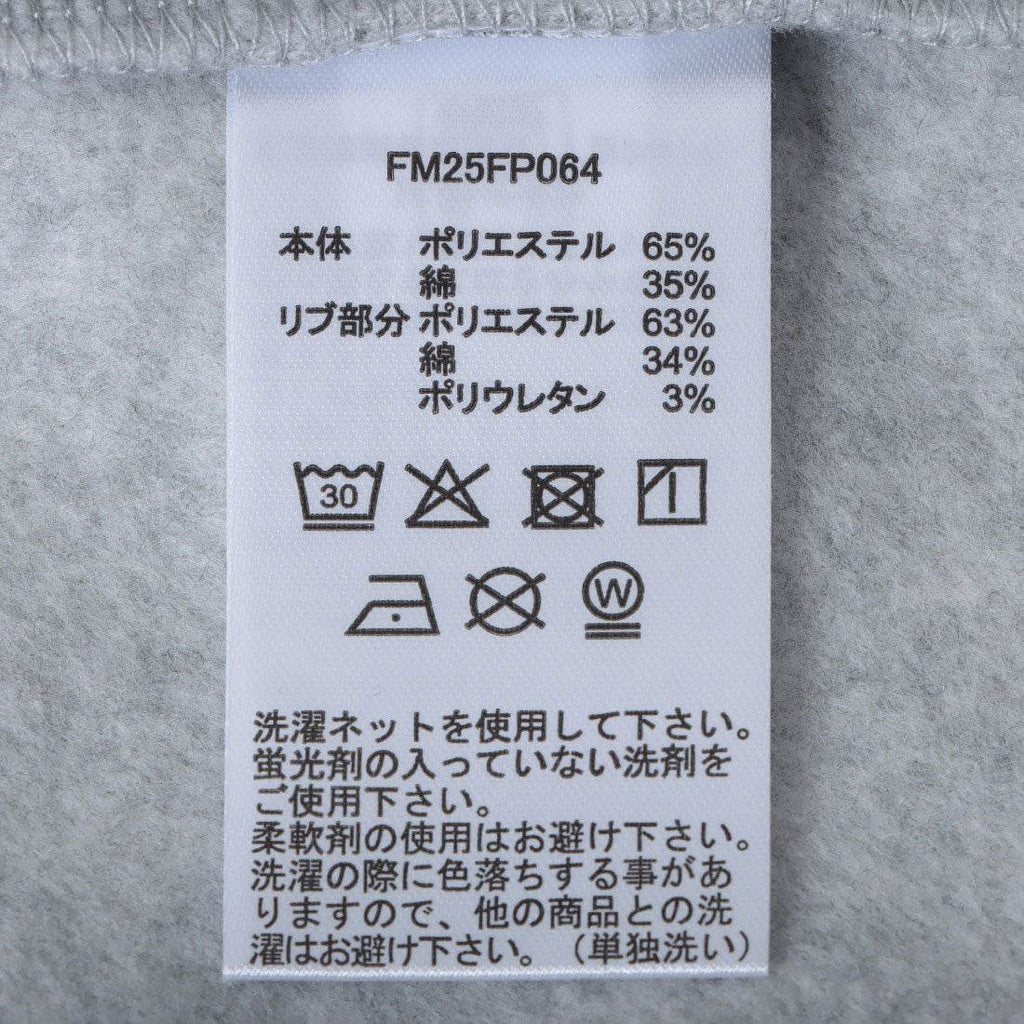 FM25FP064
本体 ポリエステル 65%
綿 35%
リブ部分 ポリエステル 63%
綿 34%
ポリウレタン 3%
30
W
洗濯ネットを使用して下さい。
蛍光剤の入っていない洗剤を
ご使用下さい。
柔軟剤の使用はお避け下さい。
洗濯の際に色落ちする事があ
りますので、他の商品との洗
濯はお避け下さい。（単独洗い）